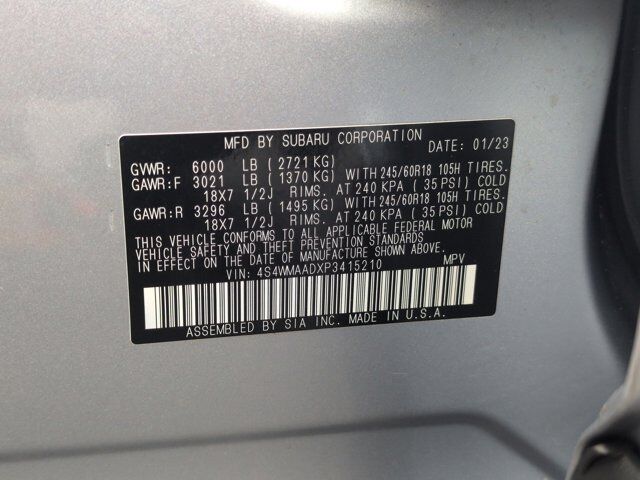 MFD BY SUBARU CORPORATION DATE: 01/23
GVWR: 6000 LB ( 2721 KG)
GAWR:F 3021 LB ( 1370 KG) WITH 245/60R18 105H TIRES.
18X7 1/2J RIMS. AT 240 KPA ( 35 PSI) COLD
GAWR:R 3296 LB ( 1495 KG) WITH 245/60R18 105H TIRES.
18X7 1/2J RIMS. AT 240 KPA ( 35 PSI) COLD
THIS VEHICLE CONFORMS TO ALL APPLICABLE FEDERAL MOTOR
VEHICLE SAFETY AND THEFT PREVENTION STANDARDS
IN EFFECT ON THE DATE OF MANUFACTURE SHOWN ABOVE.
VIN: 4S4WMAADXP3415210 MPV
ASSEMBLED BY SIA INC. MADE IN U.S.A.